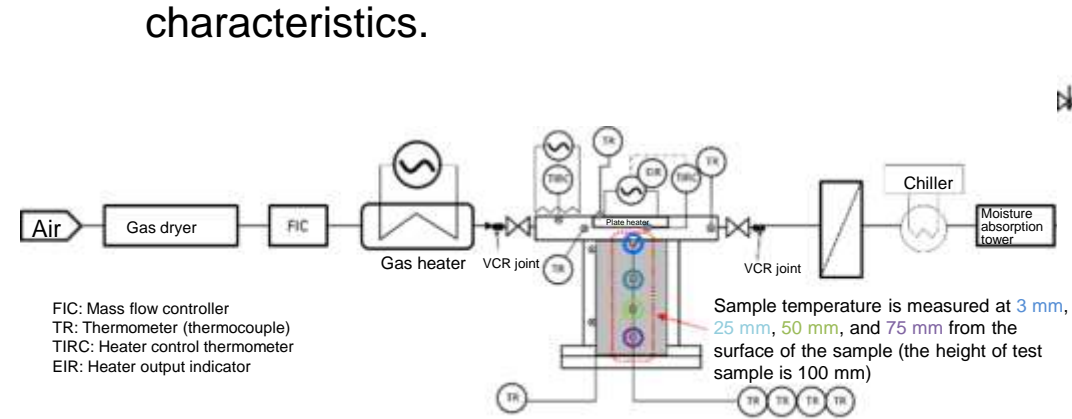 characteristics.
TR
TIRC
EIR
TIRC
TR
Chiller
Plate heater
Air
Gas dryer
FIC
Moisture
absorption
tower
Gas heater
VCR joint
TR
VCR joint
FIC: Mass flow controller
TR: Thermometer (thermocouple)
TIRC: Heater control thermometer
EIR: Heater output indicator
Sample temperature is measured at 3 mm,
25 mm, 50 mm, and 75 mm from the
surface of the sample (the height of test
sample is 100 mm)
TR
TR TR TR TR